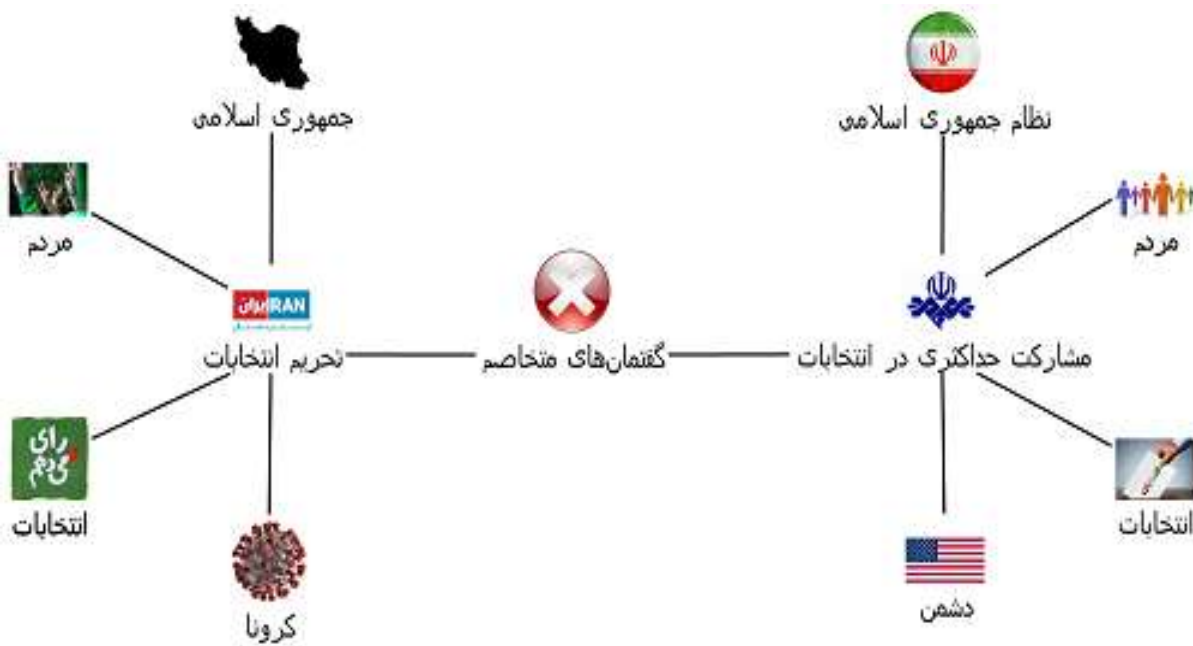 نظام جمهوری اسلامی
جمهوری اسلامی
مردم
مردم
IRAN ایران
مشارکت حداکثری در انتخابات
گفتمان‌های متخاصم
تحریم انتخابات
رای
می‌دهم
انتخابات
انتخابات
دشمن
کرونا